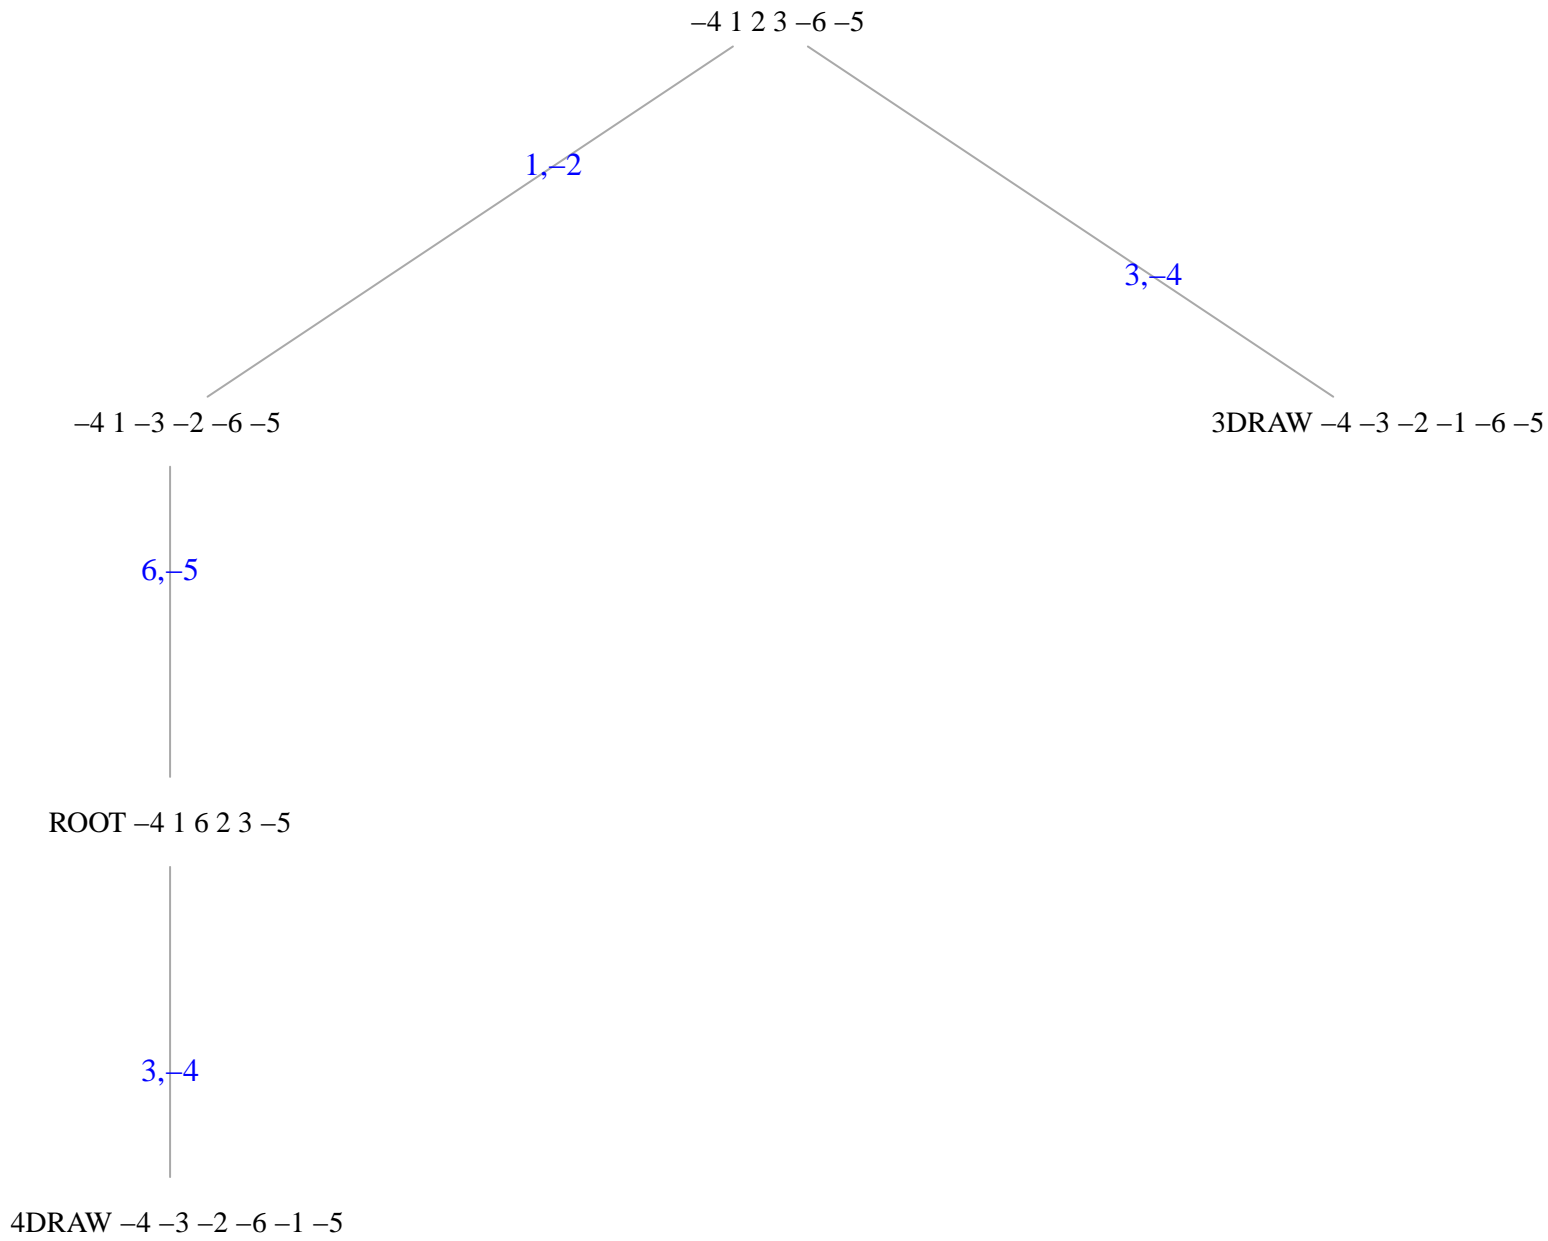 –4 1 2 3 –6 –5
1,–2
3,–4
–4 1 –3 –2 –6 –5
3DRAW –4 –3 –2 –1 –6 –5
6,–5
ROOT –4 1 6 2 3 –5
3,–4
4DRAW –4 –3 –2 –6 –1 –5